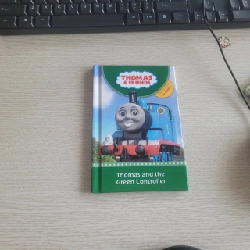 THOMAS
& FRIENDS
Thomas and the
Green Controller